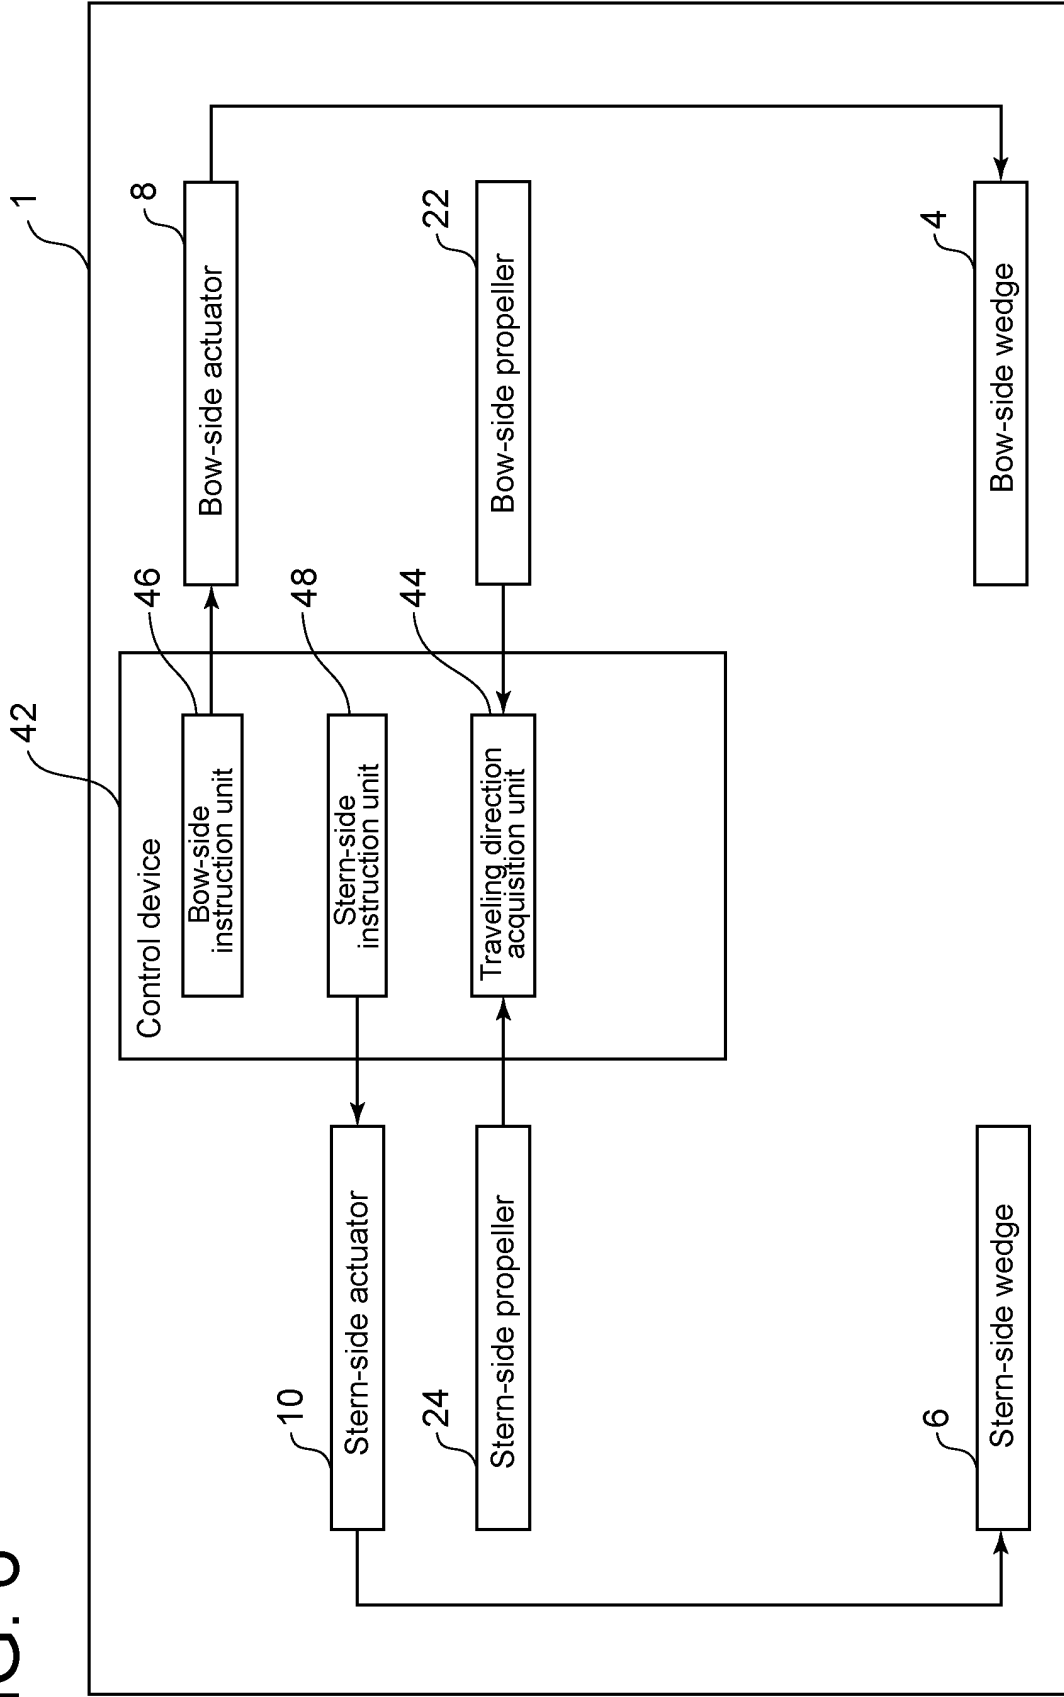 42
1
Control device
46
8
Bow-side
instruction unit
Bow-side actuator
10
48
Stern-side actuator
Stern-side
instruction unit
24
44
22
Stern-side propeller
Traveling direction
acquisition unit
Bow-side propeller
6
4
Stern-side wedge
Bow-side wedge